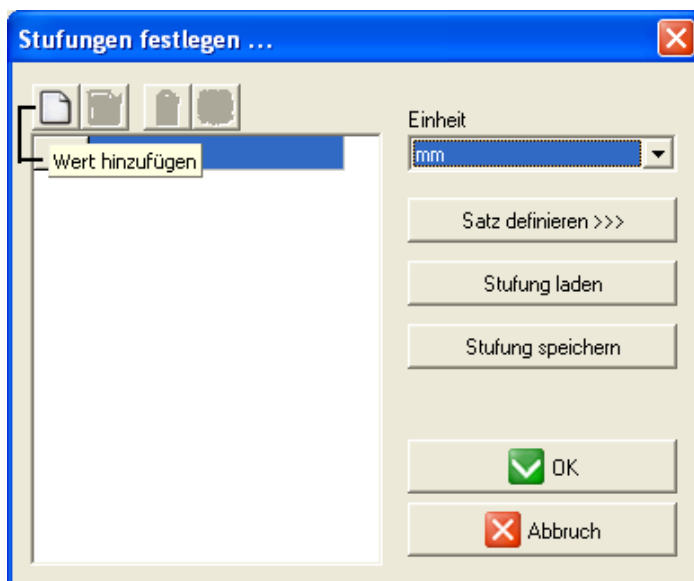 Stufungen festlegen ...
Einheit
Wert hinzufügen
mm
Satz definieren >>>
Stufung laden
Stufung speichern
OK
Abbruch